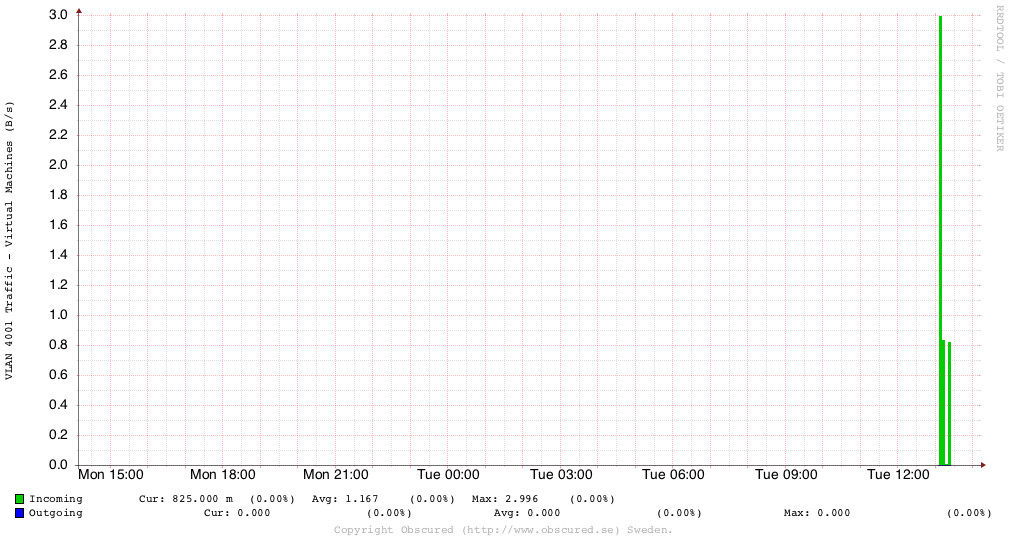 RRDTOOL / TOBI OETIKER
VLAN 4001 Traffic - Virtual Machines (B/s)
3.0
2.8
2.6
2.4
2.2
2.0
1.8
1.6
1.4
1.2
1.0
0.8
0.6
0.4
0.2
0.0
Mon 15:00 Mon 18:00 Mon 21:00 Tue 00:00 Tue 03:00 Tue 06:00 Tue 09:00 Tue 12:00
Incoming Cur: 825.000 m (0.00%) Avg: 1.167 (0.00%) Max: 2.996 (0.00%)
Outgoing Cur: 0.000 (0.00%) Avg: 0.000 (0.00%) Max: 0.000 (0.00%)
Copyright Obscured (http://www.obscured.se) Sweden.